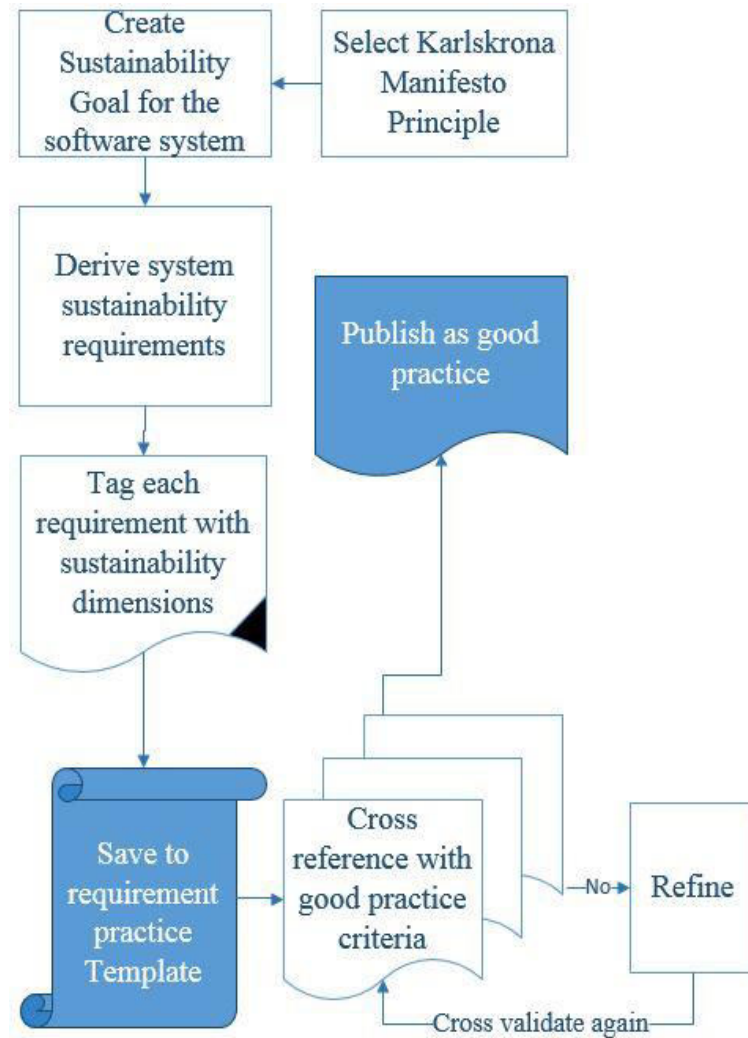 Create
Sustainability
Goal for the
software system
Select Karlskrona
Manifesto
Principle
Derive system
sustainability
requirements
Publish as good
practice
Tag each
requirement with
sustainability
dimensions
Save to
requirement
practice
Template
Cross
reference with
good practice
criteria
No
Refine
Cross validate again